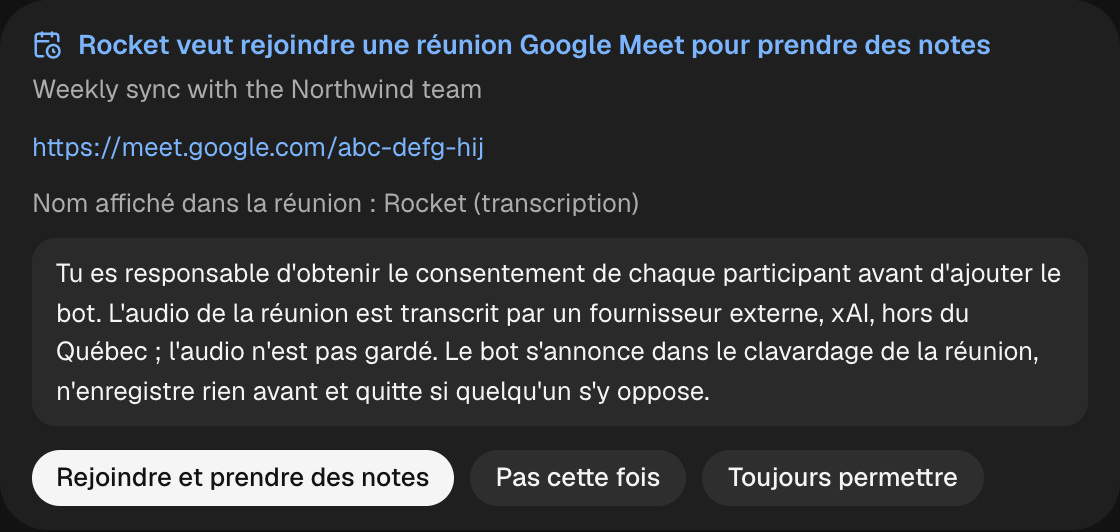 Rocket veut rejoindre une réunion Google Meet pour prendre des notes
Weekly sync with the Northwind team
https://meet.google.com/abc-defg-hij
Nom affiché dans la réunion : Rocket (transcription)
Tu es responsable d'obtenir le consentement de chaque participant avant d'ajouter le
bot. L'audio de la réunion est transcrit par un fournisseur externe, xAI, hors du
Québec ; l'audio n'est pas gardé. Le bot s'annonce dans le clavardage de la réunion,
n'enregistre rien avant et quitte si quelqu'un s'y oppose.
Rejoindre et prendre des notes
Pas cette fois
Toujours permettre